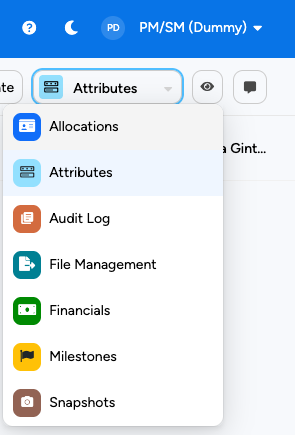 ?
PD
PM/SM (Dummy)
te
Attributes
Allocations
a Gint...
Attributes
Audit Log
File Management
Financials
Milestones
Snapshots